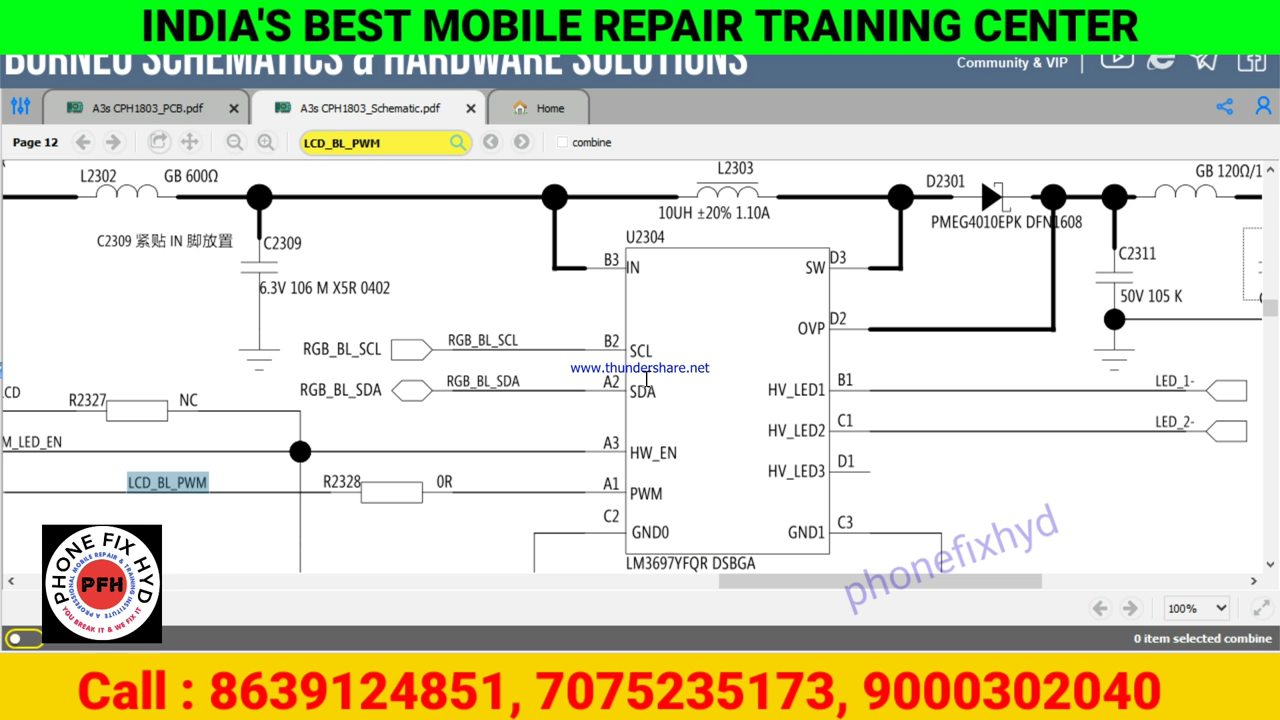 INDIA'S BEST MOBILE REPAIR TRAINING CENTER
BORNEO SCHEMATICS & HARDWARE SOLUTIONS
Community & VIP
A3s CPH1803_PCB.pdf
A3s CPH1803_Schematic.pdf
Home
Page 12
LCD_BL_PWM
combine
L2302
GB 600Ω
L2303
10UH ±20% 1.10A
D2301
PMEG4010EPK DFN1608
GB 120Ω/1
C2309 紧贴 IN 脚放置
C2309
6.3V 106 M X5R 0402
U2304
C2311
50V 105 K
B3
IN
SW
D3
OVP
D2
RGB_BL_SCL
RGB_BL_SCL
B2
SCL
www.thundershare.net
RGB_BL_SDA
RGB_BL_SDA
A2
SDA
HV_LED1
B1
LED_1-
HV_LED2
C1
LED_2-
HV_LED3
D1
CD
R2327
NC
M_LED_EN
A3
HW_EN
LCD_BL_PWM
R2328
0R
A1
PWM
C2
GND0
GND1
C3
LM3697YFQR DSBGA
phonefixhyd
PHONE FIX HYD
PROFESSIONAL MOBILE REPAIR & TRAINING INSTITUTE
PFH
YOU BREAK IT & WE FIX IT
100%
0 item selected combine
Call : 8639124851, 7075235173, 9000302040